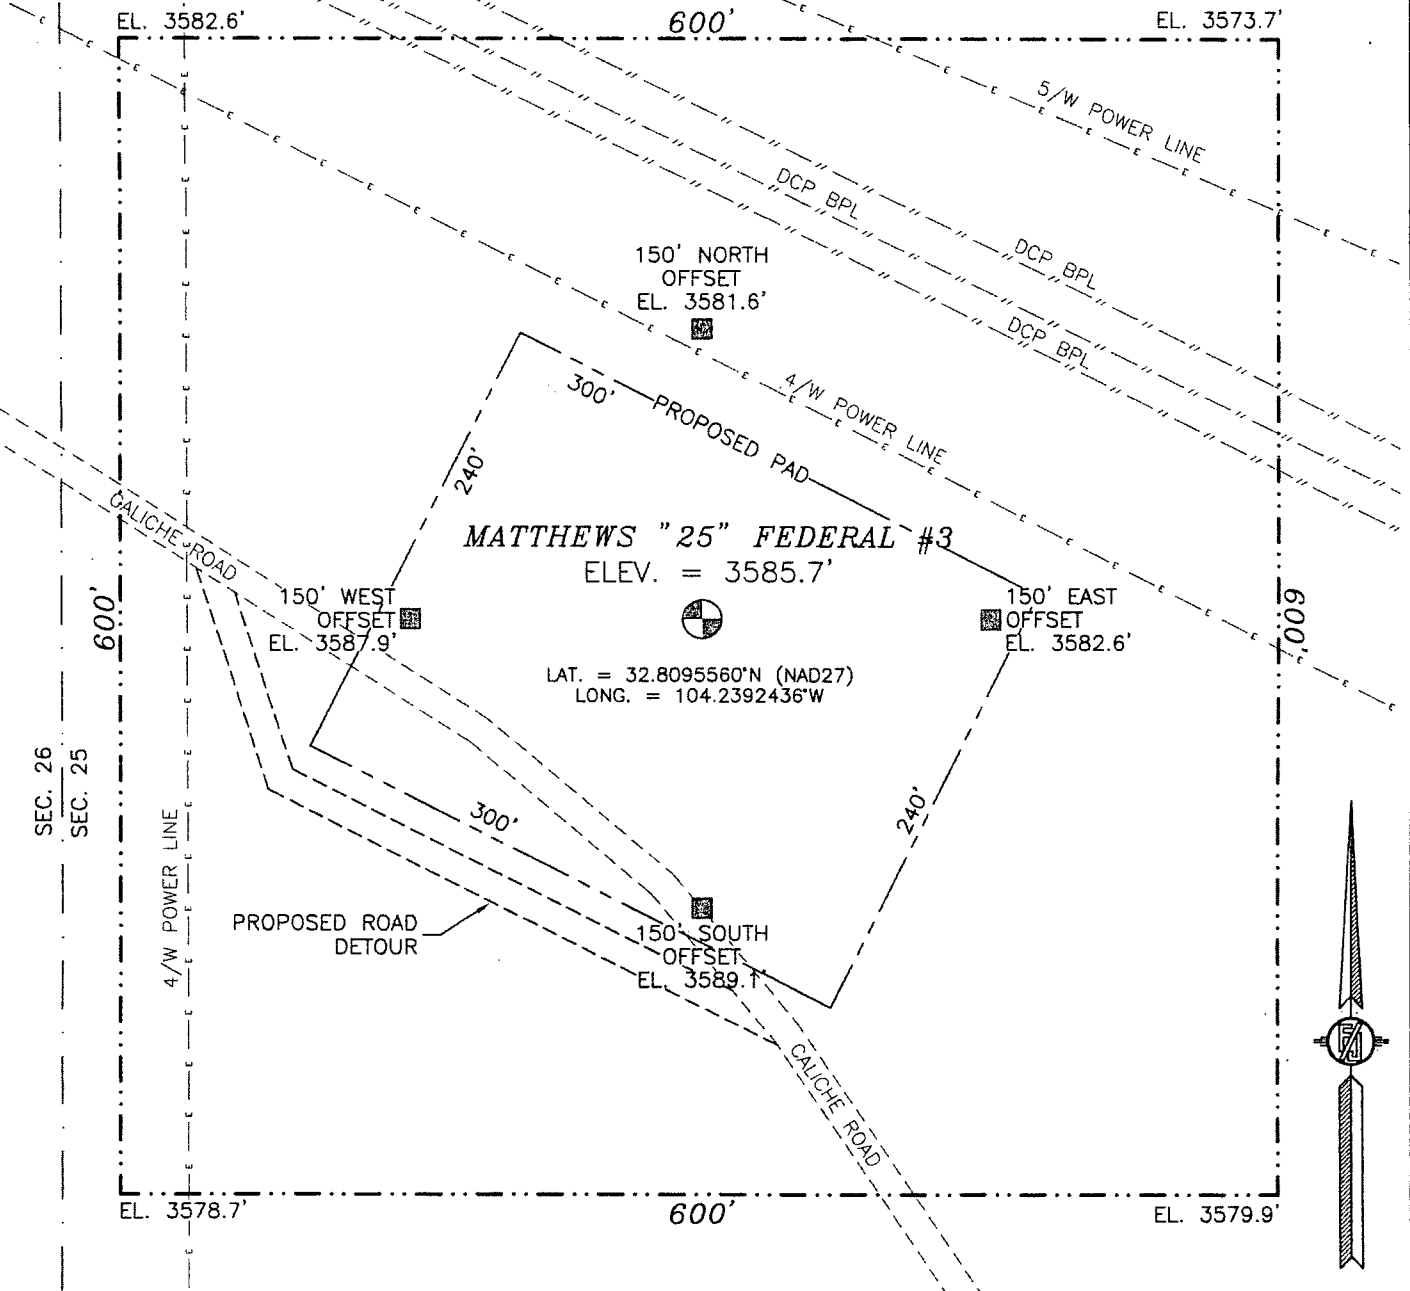 EL. 3582.6'
600'
EL. 3573.7'
5/W POWER LINE
DCP BPL
DCP BPL
DCP BPL
150' NORTH
OFFSET
EL. 3581.6'
4/W POWER LINE
300'
PROPOSED PAD
240'
CALICHE ROAD
MATTHEWS "25" FEDERAL #3
ELEV. = 3585.7'
600'
150' WEST
OFFSET
EL. 3587.9'
150' EAST
OFFSET
EL. 3582.6'
600'
LAT. = 32.8095560°N (NAD27)
LONG. = 104.2392436°W
SEC. 26
SEC. 25
4/W POWER LINE
300'
240'
PROPOSED ROAD
DETOUR
150' SOUTH
OFFSET
EL. 3589.1'
CALICHE ROAD
EL. 3578.7'
600'
EL. 3579.9'